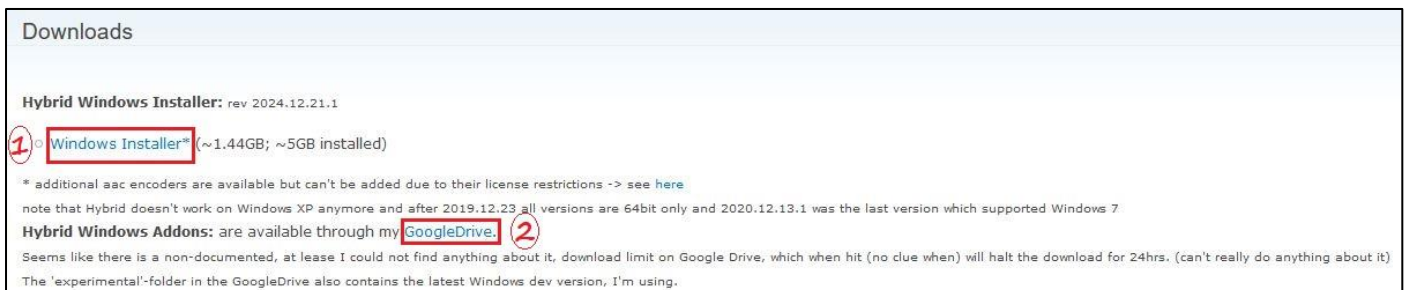 Downloads
Hybrid Windows Installer: rev 2024.12.21.1
1 Windows Installer* (~1.44GB; ~5GB installed)
* additional aac encoders are available but can't be added due to their license restrictions -> see here
note that Hybrid doesn't work on Windows XP anymore and after 2019.12.23 all versions are 64bit only and 2020.12.13.1 was the last version which supported Windows 7
Hybrid Windows Addons: are available through my GoogleDrive. 2
Seems like there is a non-documented, at lease I could not find anything about it, download limit on Google Drive, which when hit (no clue when) will halt the download for 24hrs. (can't really do anything about it)
The 'experimental'-folder in the GoogleDrive also contains the latest Windows dev version, I'm using.